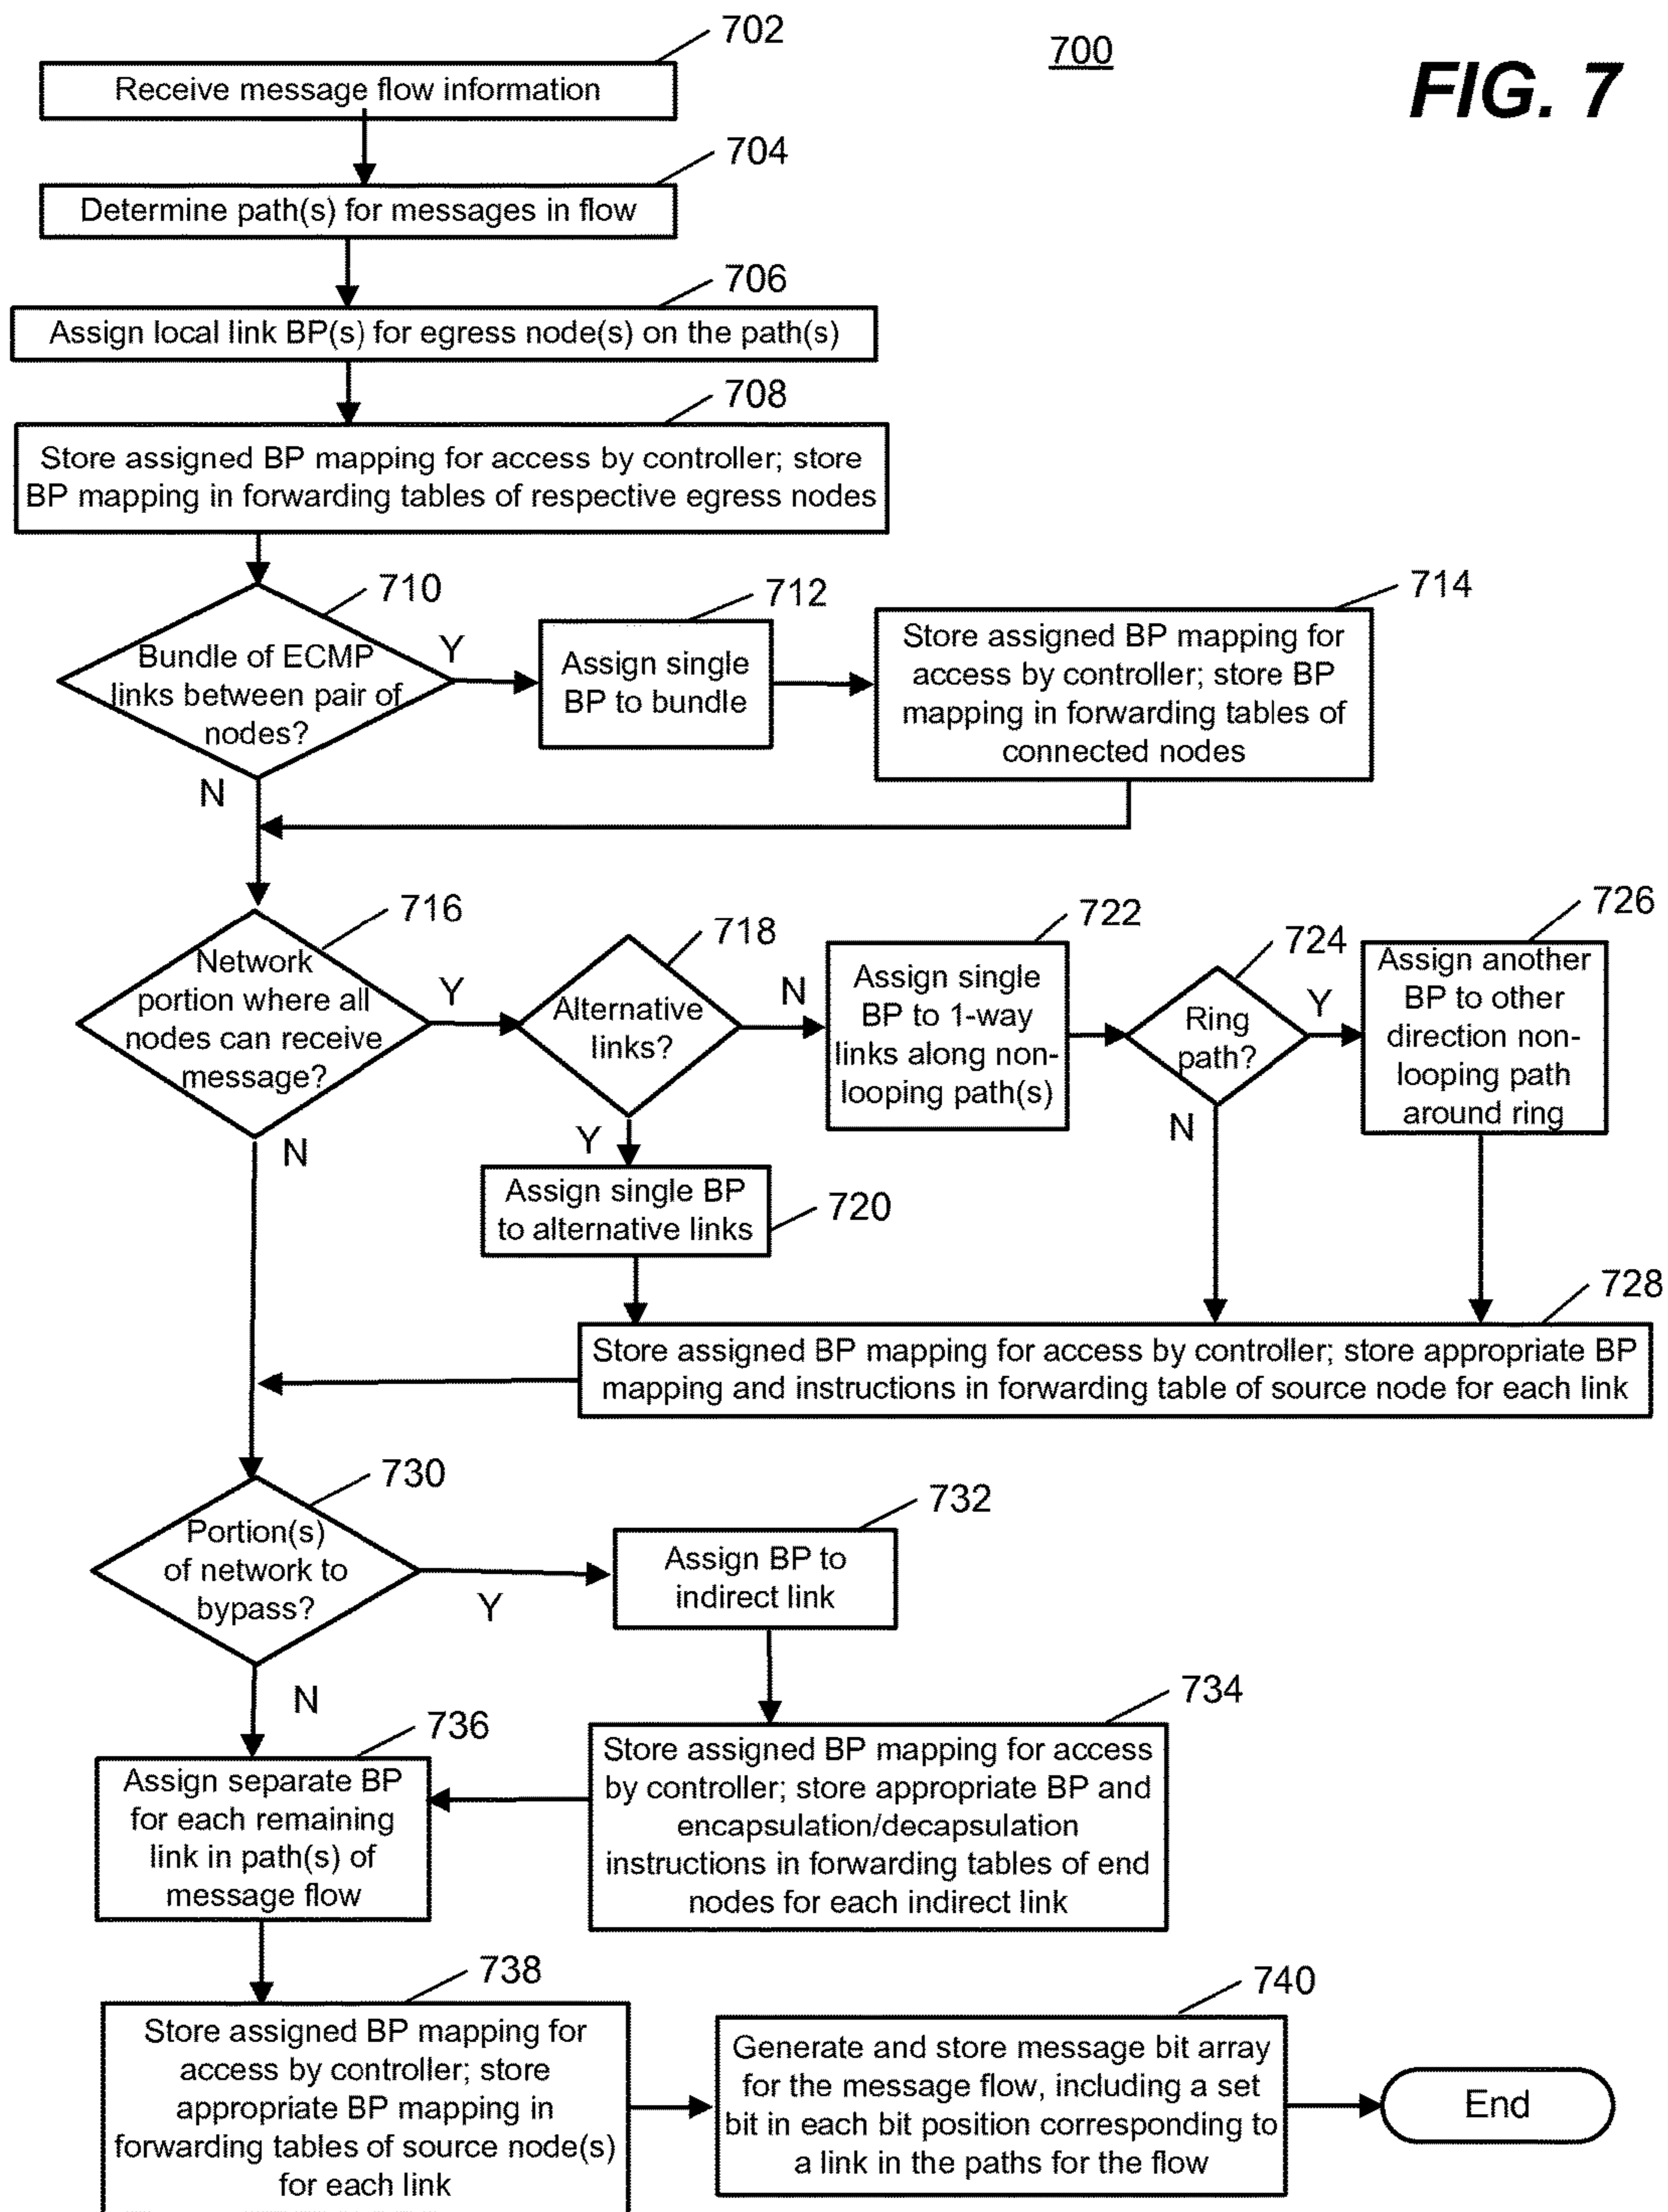 702
700
FIG. 7
Receive message flow information
704
Determine path(s) for messages in flow
706
Assign local link BP(s) for egress node(s) on the path(s)
708
Store assigned BP mapping for access by controller; store
BP mapping in forwarding tables of respective egress nodes
710
Bundle of ECMP
links between pair of
nodes?
Y
N
712
Assign single
BP to bundle
714
Store assigned BP mapping for
access by controller; store BP
mapping in forwarding tables of
connected nodes
716
Network
portion where all
nodes can receive
message?
Y
N
718
Alternative
links?
N
Y
720
Assign single BP
to alternative links
722
Assign single
BP to 1-way
links along non-
looping path(s)
724
Ring
path?
Y
N
726
Assign another
BP to other
direction non-
looping path
around ring
728
Store assigned BP mapping for access by controller; store appropriate BP
mapping and instructions in forwarding table of source node for each link
730
Portion(s)
of network to
bypass?
Y
N
732
Assign BP to
indirect link
734
Store assigned BP mapping for access
by controller; store appropriate BP and
encapsulation/decapsulation
instructions in forwarding tables of end
nodes for each indirect link
736
Assign separate BP
for each remaining
link in path(s) of
message flow
738
Store assigned BP mapping for
access by controller; store
appropriate BP mapping in
forwarding tables of source node(s)
for each link
740
Generate and store message bit array
for the message flow, including a set
bit in each bit position corresponding to
a link in the paths for the flow
End